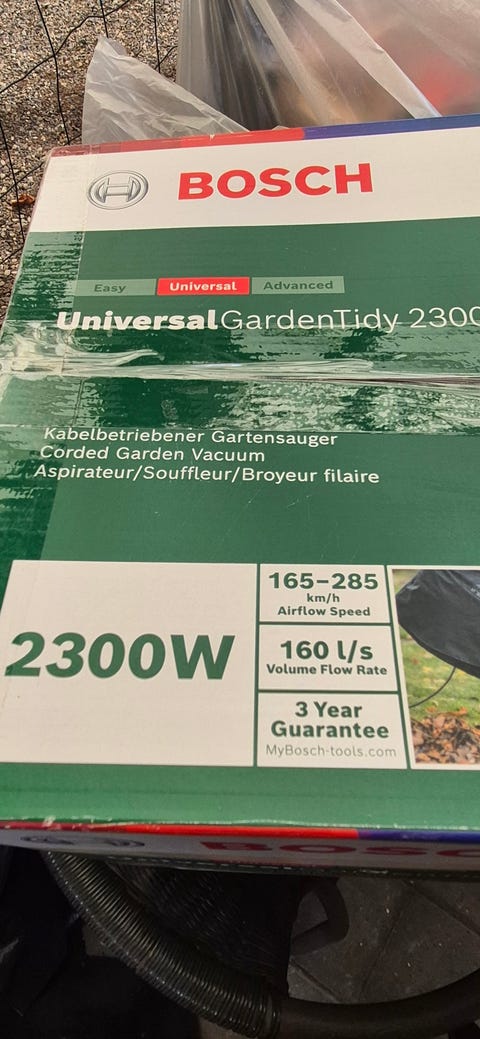 BOSCH
Easy Universal Advanced
UniversalGardenTidy 2300
Kabelbetriebener Gartensauger
Corded Garden Vacuum
Aspirateur/Souffleur/Broyeur filaire
2300W
165-285
km/h
Airflow Speed
160 l/s
Volume Flow Rate
3 Year
Guarantee
MyBosch-tools.com
BOSC